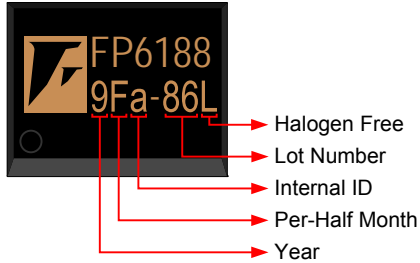 FP6188
9Fa-86L
Halogen Free
Lot Number
Internal ID
Per-Half Month
Year